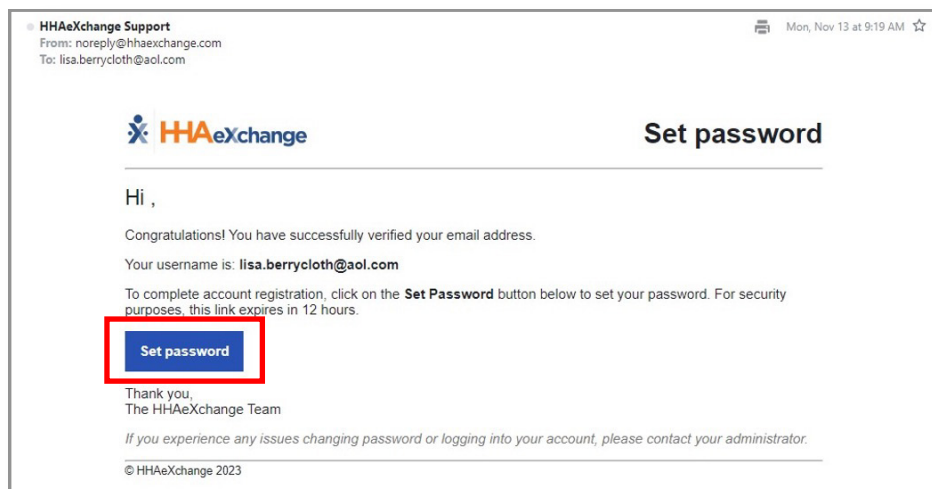 HHAeXchange Support
From: noreply@hhaexchange.com
To: lisa.berrycloth@aol.com
Mon, Nov 13 at 9:19 AM
HHAeXchange
Set password
Hi ,
Congratulations! You have successfully verified your email address.
Your username is: lisa.berrycloth@aol.com
To complete account registration, click on the Set Password button below to set your password. For security
purposes, this link expires in 12 hours.
Set password
Thank you,
The HHAeXchange Team
If you experience any issues changing password or logging into your account, please contact your administrator.
© HHAeXchange 2023